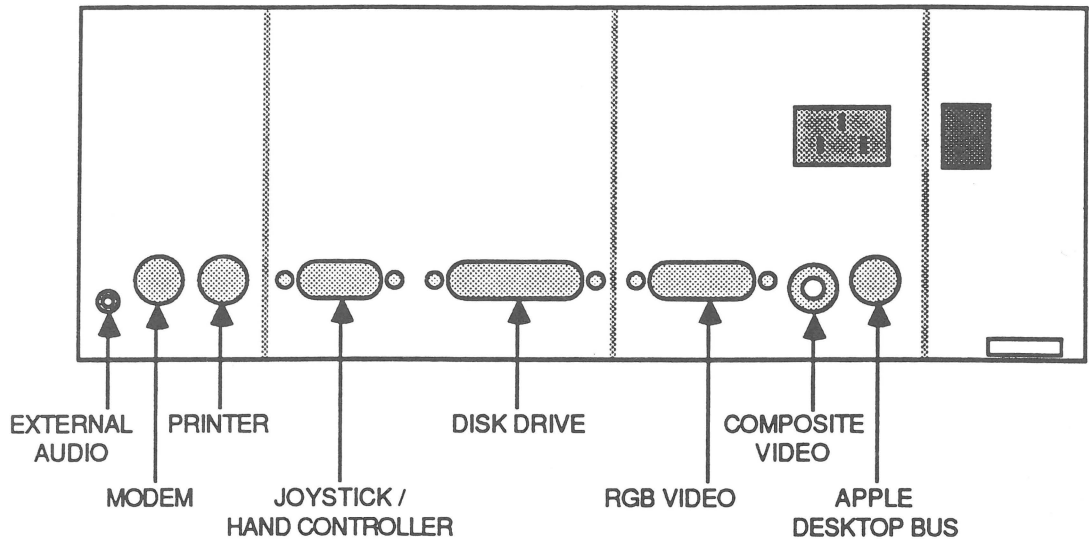 EXTERNAL
AUDIO
PRINTER
DISK DRIVE
COMPOSITE
VIDEO
MODEM
JOYSTICK /
HAND CONTROLLER
RGB VIDEO
APPLE
DESKTOP BUS